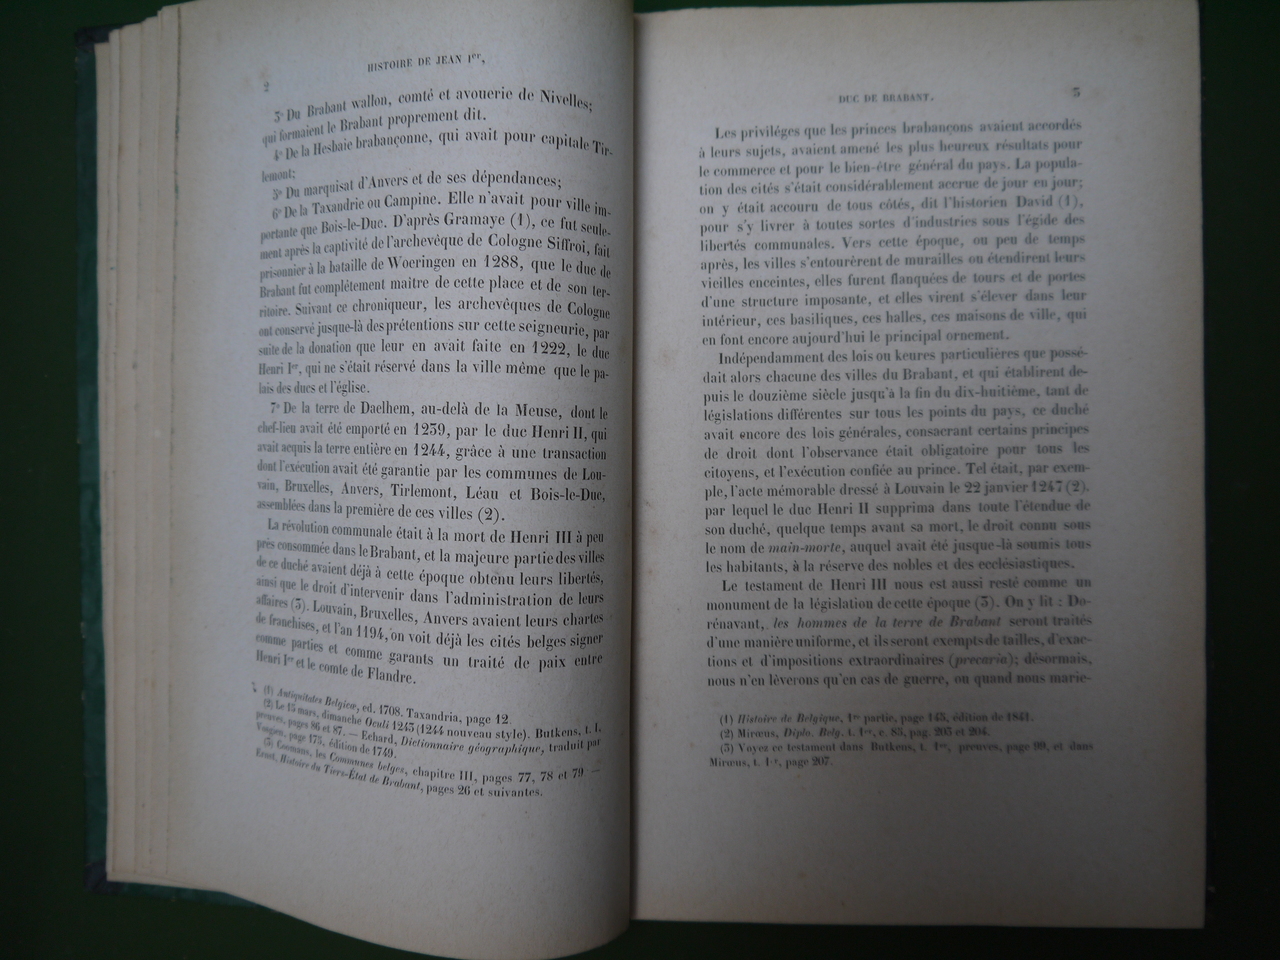 2
HISTOIRE DE JEAN Ier,
3° Du Brabant wallon, comté et avouerie de Nivelles;
qui formaient le Brabant proprement dit.
4° De la Hesbaie brabançonne, qui avait pour capitale Tir-
lemont;
5° Du marquisat d'Anvers et de ses dépendances;
6° De la Taxandrie ou Campine. Elle n'avait pour ville im-
portante que Bois-le-Duc. D'après Gramaye (1), ce fut seule-
ment après la captivité de l'archevêque de Cologne Siffroi, fait
prisonnier à la bataille de Woeringen en 1288, que le duc de
Brabant fut complétement maître de cette place et de son ter-
ritoire. Suivant ce chroniqueur, les archevêques de Cologne
ont conservé jusque-là des prétentions sur cette seigneurie, par
suite de la donation que leur en avait faite en 1222, le duc
Henri Ier, qui ne s'était réservé dans la ville même que le pa-
lais des ducs et l'église.
7° De la terre de Daelhem, au-delà de la Meuse, dont le
chef-lieu avait été emporté en 1239, par le duc Henri II, qui
avait acquis la terre entière en 1244, grâce à une transaction
dont l'exécution avait été garantie par les communes de Lou-
vain, Bruxelles, Anvers, Tirlemont, Léau et Bois-le-Duc,
assemblées dans la première de ces villes (2).
La révolution communale était à la mort de Henri III à peu
près consommée dans le Brabant, et la majeure partie des villes
de ce duché avaient déjà à cette époque obtenu leurs libertés,
ainsi que le droit d'intervenir dans l'administration de leurs
affaires (3). Louvain, Bruxelles, Anvers avaient leurs chartes
de franchises, et l'an 1194, on voit déjà les cités belges signer
comme parties et comme garants un traité de paix entre
Henri Ier et le comte de Flandre.
(1) Antiquitates Belgicæ, ed. 1708. Taxandria, page 12.
(2) Le 15 mars, dimanche Oculi 1243 (1244 nouveau style). Butkens, t. I.
preuves, pages 86 et 87. — Echard, Dictionnaire géographique, traduit par
Vosgien, page 175, édition de 1749.
(3) Coomans, les Communes belges, chapitre III, pages 77, 78 et 79 —
Ernst, Histoire du Tiers-État de Brabant, pages 26 et suivantes.
DUC DE BRABANT.
3
Les priviléges que les princes brabançons avaient accordés
à leurs sujets, avaient amené les plus heureux résultats pour
le commerce et pour le bien-être général du pays. La popula-
tion des cités s'était considérablement accrue de jour en jour;
on y était accouru de tous côtés, dit l'historien David (1),
pour s'y livrer à toutes sortes d'industries sous l'égide des
libertés communales. Vers cette époque, ou peu de temps
après, les villes s'entourèrent de murailles ou étendirent leurs
vieilles enceintes, elles furent flanquées de tours et de portes
d'une structure imposante, et elles virent s'élever dans leur
intérieur, ces basiliques, ces halles, ces maisons de ville, qui
en font encore aujourd'hui le principal ornement.
Indépendamment des lois ou keures particulières que possé-
dait alors chacune des villes du Brabant, et qui établirent de-
puis le douzième siècle jusqu'à la fin du dix-huitième, tant de
législations différentes sur tous les points du pays, ce duché
avait encore des lois générales, consacrant certains principes
de droit dont l'observance était obligatoire pour tous les
citoyens, et l'exécution confiée au prince. Tel était, par exem-
ple, l'acte mémorable dressé à Louvain le 22 janvier 1247 (2),
par lequel le duc Henri II supprima dans toute l'étendue de
son duché, quelque temps avant sa mort, le droit connu sous
le nom de main-morte, auquel avait été jusque-là soumis tous
les habitants, à la réserve des nobles et des ecclésiastiques.
Le testament de Henri III nous est aussi resté comme un
monument de la législation de cette époque (3). On y lit : Do-
rénavant, les hommes de la terre de Brabant seront traités
d'une manière uniforme, et ils seront exempts de tailles, d'exac-
tions et d'impositions extraordinaires (precaria); désormais,
nous n'en lèverons qu'en cas de guerre, ou quand nous marie-
(1) Histoire de Belgique, 1re partie, page 145, édition de 1841.
(2) Mirœus, Diplo. Belg. t. Ier, c. 85, pag. 203 et 204.
(3) Voyez ce testament dans Butkens, t. Ier, preuves, page 99, et dans
Mirœus, t. Ier, page 207.